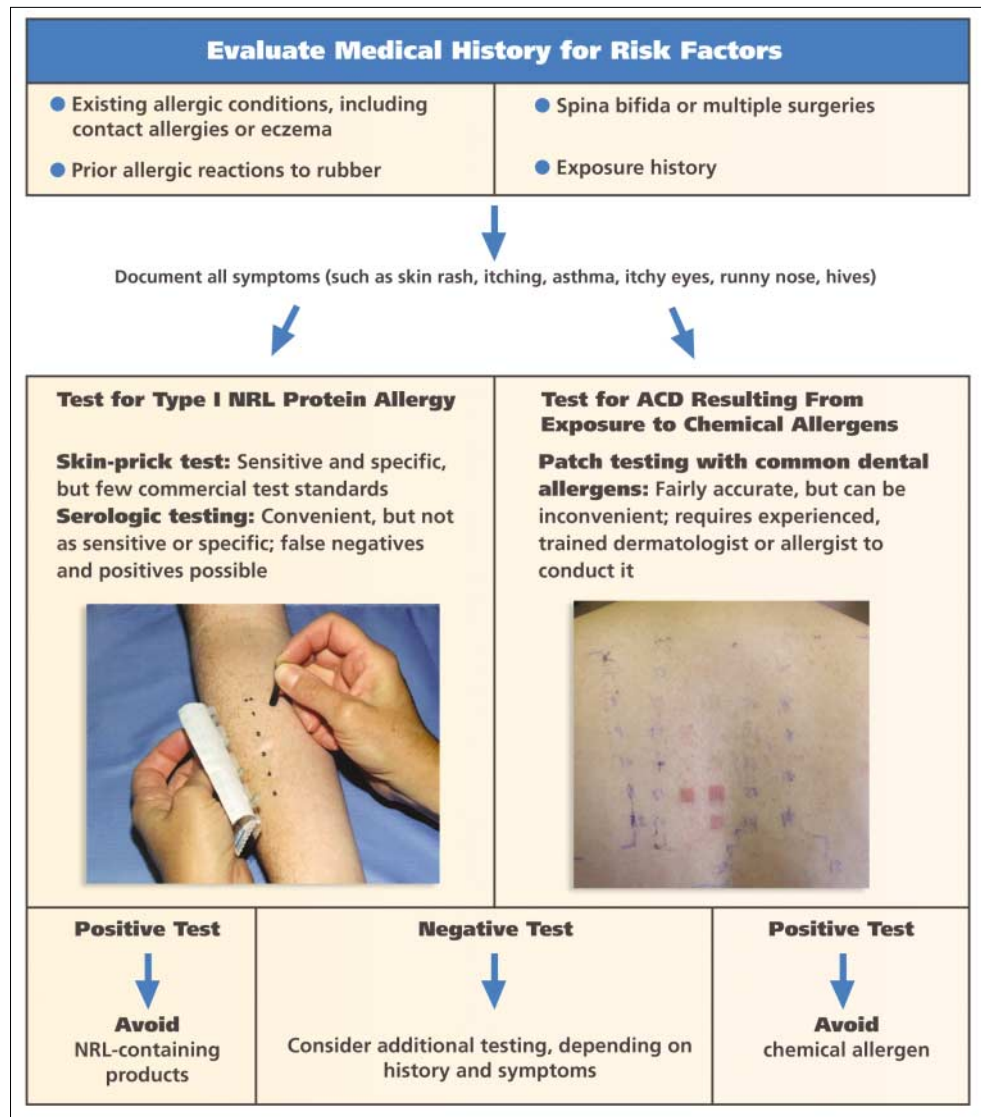 Evaluate Medical History for Risk Factors
● Existing allergic conditions, including
contact allergies or eczema
● Prior allergic reactions to rubber
● Spina bifida or multiple surgeries
● Exposure history
Document all symptoms (such as skin rash, itching, asthma, itchy eyes, runny nose, hives)
Test for Type I NRL Protein Allergy
Skin-prick test: Sensitive and specific,
but few commercial test standards
Serologic testing: Convenient, but not
as sensitive or specific; false negatives
and positives possible
Test for ACD Resulting From
Exposure to Chemical Allergens
Patch testing with common dental
allergens: Fairly accurate, but can be
inconvenient; requires experienced,
trained dermatologist or allergist to
conduct it
Positive Test
Avoid
NRL-containing
products
Negative Test
Consider additional testing, depending on
history and symptoms
Positive Test
Avoid
chemical allergen